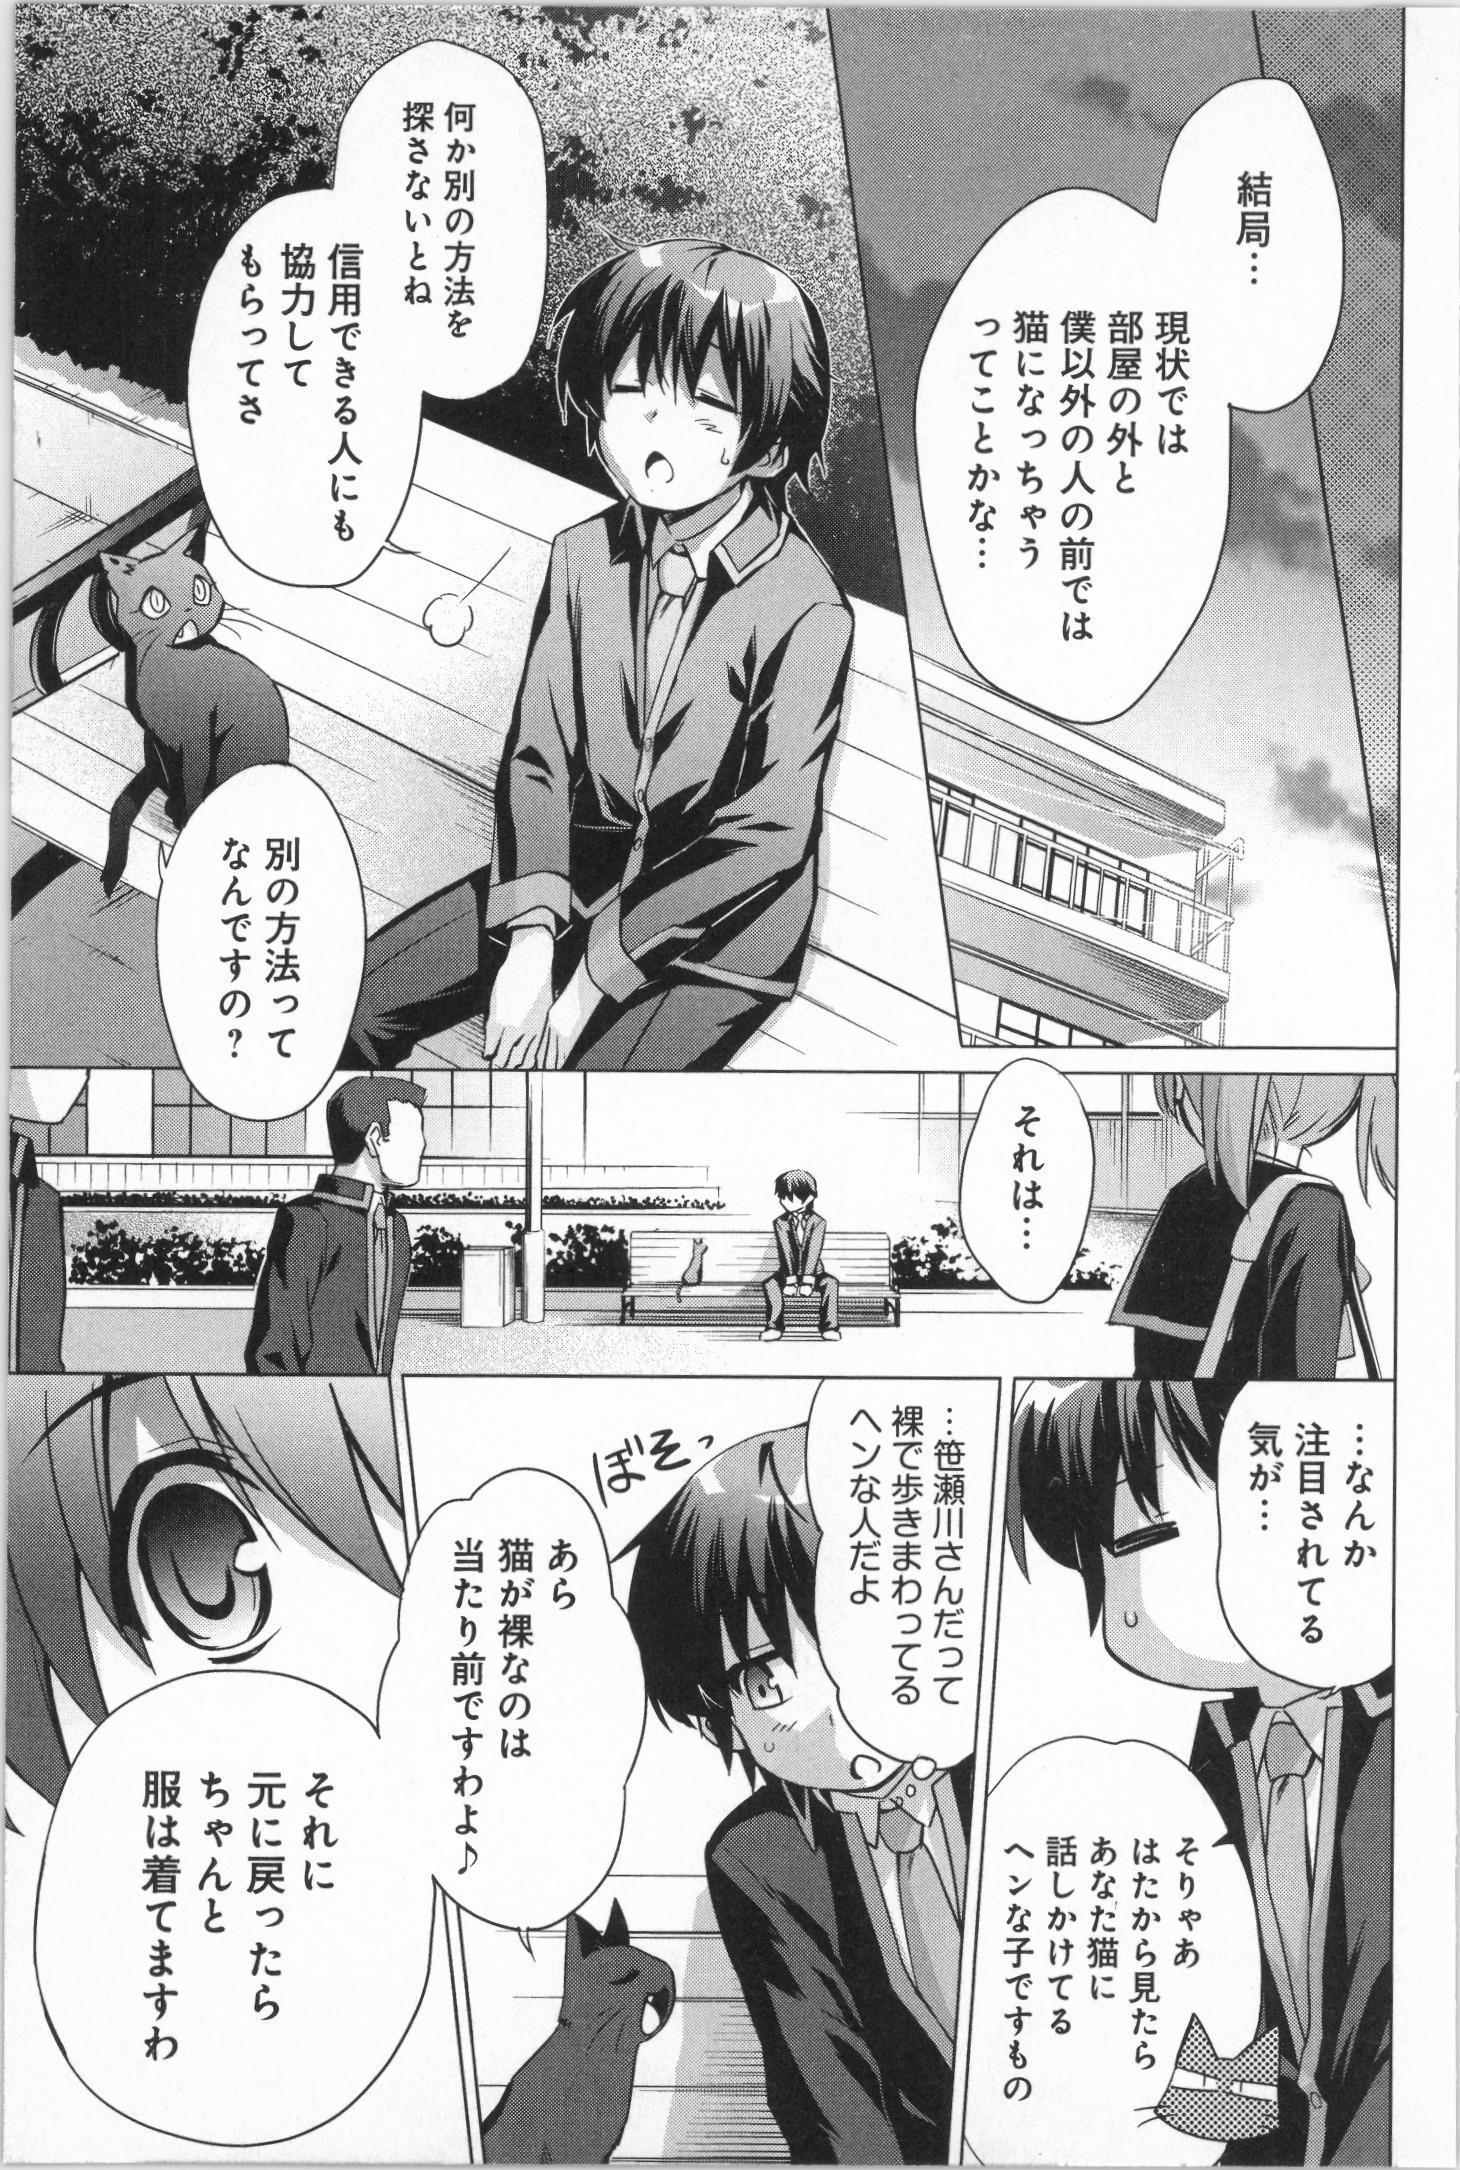 結局…
現状では
部屋の外と
僕以外の人の前では
猫になっちゃう
ってことかな…
何か別の方法を
探さないとね
信用できる人にも
協力して
もらってさ
別の方法って
なんですの？
それは…
…なんか
注目されてる
気が…
そりゃあ
はたから見たら
あなた猫に
話しかけてる
ヘンな子ですもの
…笹瀬川さんだって
裸で歩きまわってる
ヘンな人だよ
ぼそっ
あら
猫が裸なのは
当たり前ですわよ♪
それに
元に戻ったら
ちゃんと
服は着てますわ